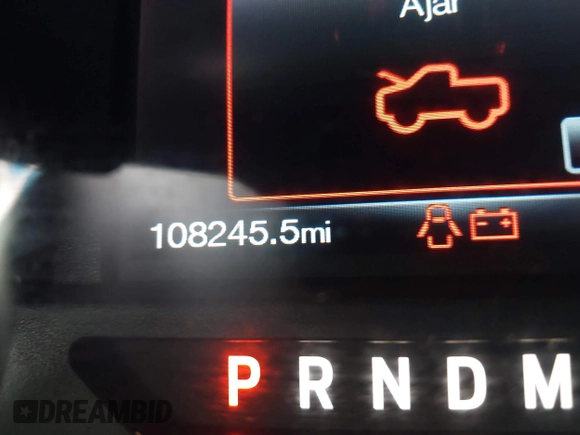 Ajar
108245.5mi
P R N D M
DREAMBID